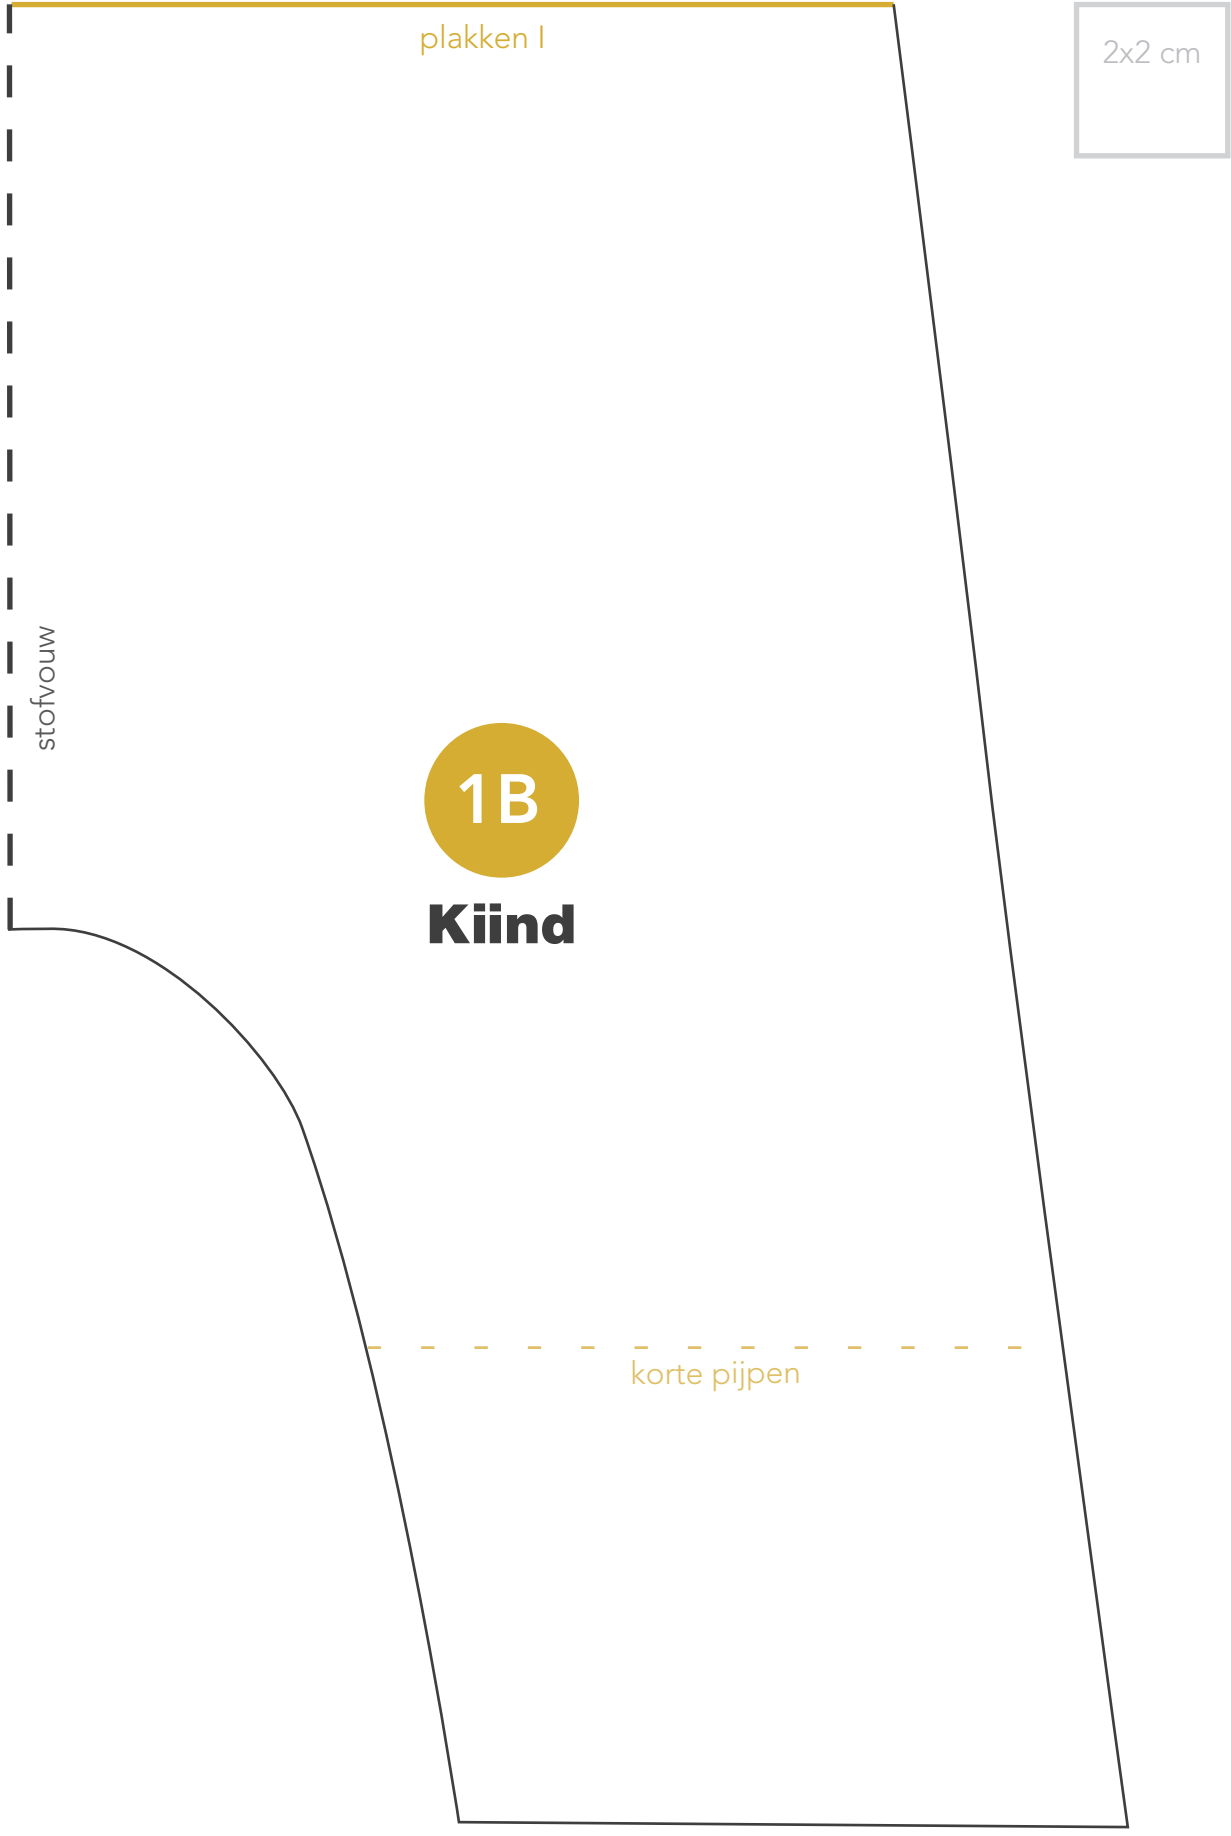 plakken I
2x2 cm
stofvouw
1B
Kiind
korte pijpen